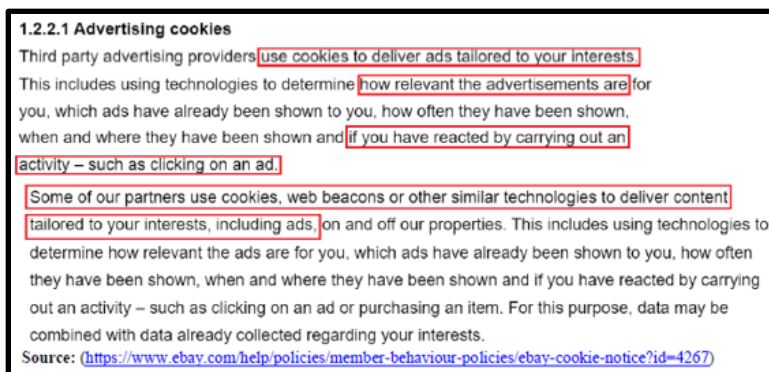 1.2.2.1 Advertising cookies
Third party advertising providers use cookies to deliver ads tailored to your interests.
This includes using technologies to determine how relevant the advertisements are for
you, which ads have already been shown to you, how often they have been shown,
when and where they have been shown and if you have reacted by carrying out an
activity – such as clicking on an ad.
Some of our partners use cookies, web beacons or other similar technologies to deliver content
tailored to your interests, including ads, on and off our properties. This includes using technologies to
determine how relevant the ads are for you, which ads have already been shown to you, how often
they have been shown, when and where they have been shown and if you have reacted by carrying
out an activity – such as clicking on an ad or purchasing an item. For this purpose, data may be
combined with data already collected regarding your interests.
Source: (https://www.ebay.com/help/policies/member-behaviour-policies/ebay-cookie-notice?id=4267)